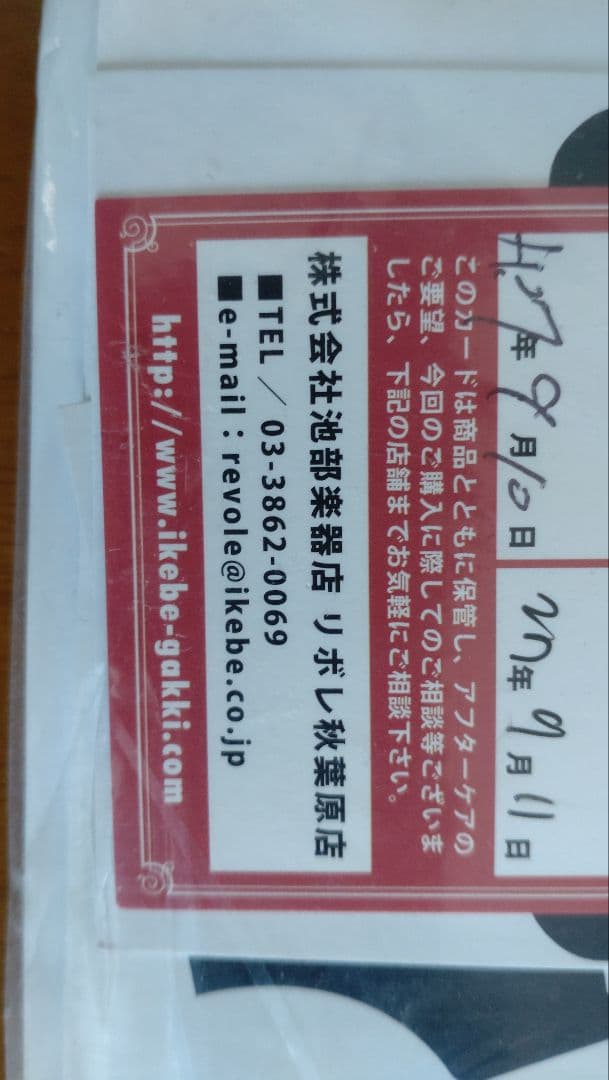 H.27年9月10日
27年9月11日
このカードは商品とともに保管し、アフターケアの
ご要望、今回のご購入に際してのご相談等ございま
したら、下記の店舗までお気軽にご相談下さい。
株式会社池部楽器店 リボレ秋葉原店
■TEL ／ 03-3862-0069
■e-mail：revole@ikebe.co.jp
http://www.ikebe-gakki.com